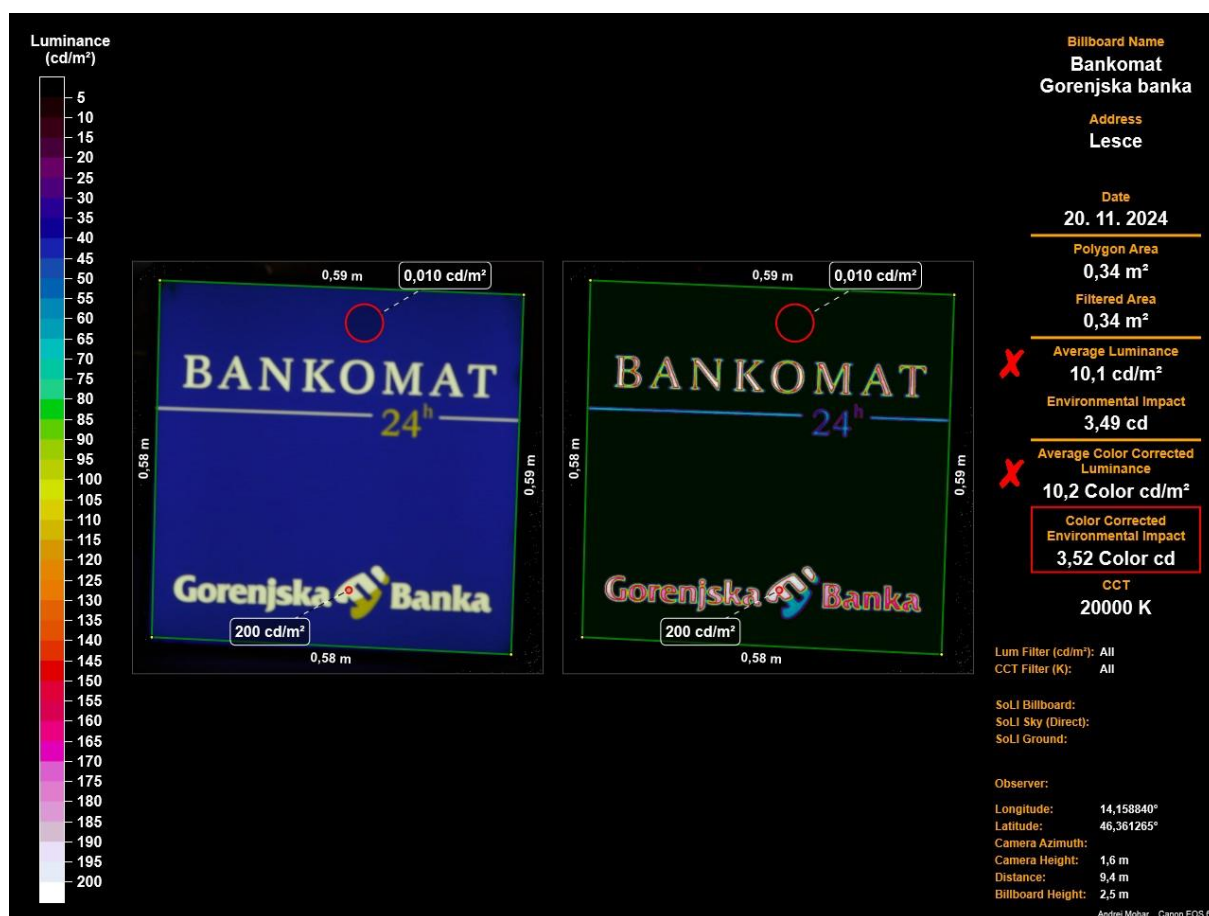 Luminance
(cd/m²)
5
10
15
20
25
30
35
40
45
50
55
60
65
70
75
80
85
90
95
100
105
110
115
120
125
130
135
140
145
150
155
160
165
170
175
180
185
190
195
200
0,59 m
0,010 cd/m²
BANKOMAT
24h
0,58 m
0,59 m
Gorenjska Banka
200 cd/m²
0,58 m
0,59 m
0,010 cd/m²
BANKOMAT
24h
0,58 m
0,59 m
Gorenjska Banka
200 cd/m²
0,58 m
Billboard Name
Bankomat
Gorenjska banka
Address
Lesce
Date
20. 11. 2024
Polygon Area
0,34 m²
Filtered Area
0,34 m²
Average Luminance
10,1 cd/m²
Environmental Impact
3,49 cd
Average Color Corrected
Luminance
10,2 Color cd/m²
Color Corrected
Environmental Impact
3,52 Color cd
CCT
20000 K
Lum Filter (cd/m²): All
CCT Filter (K): All
SoLI Billboard:
SoLI Sky (Direct):
SoLI Ground:
Observer:
Longitude: 14,158840°
Latitude: 46,361265°
Camera Azimuth:
Camera Height: 1,6 m
Distance: 9,4 m
Billboard Height: 2,5 m
Andrej Mohar Canon EOS